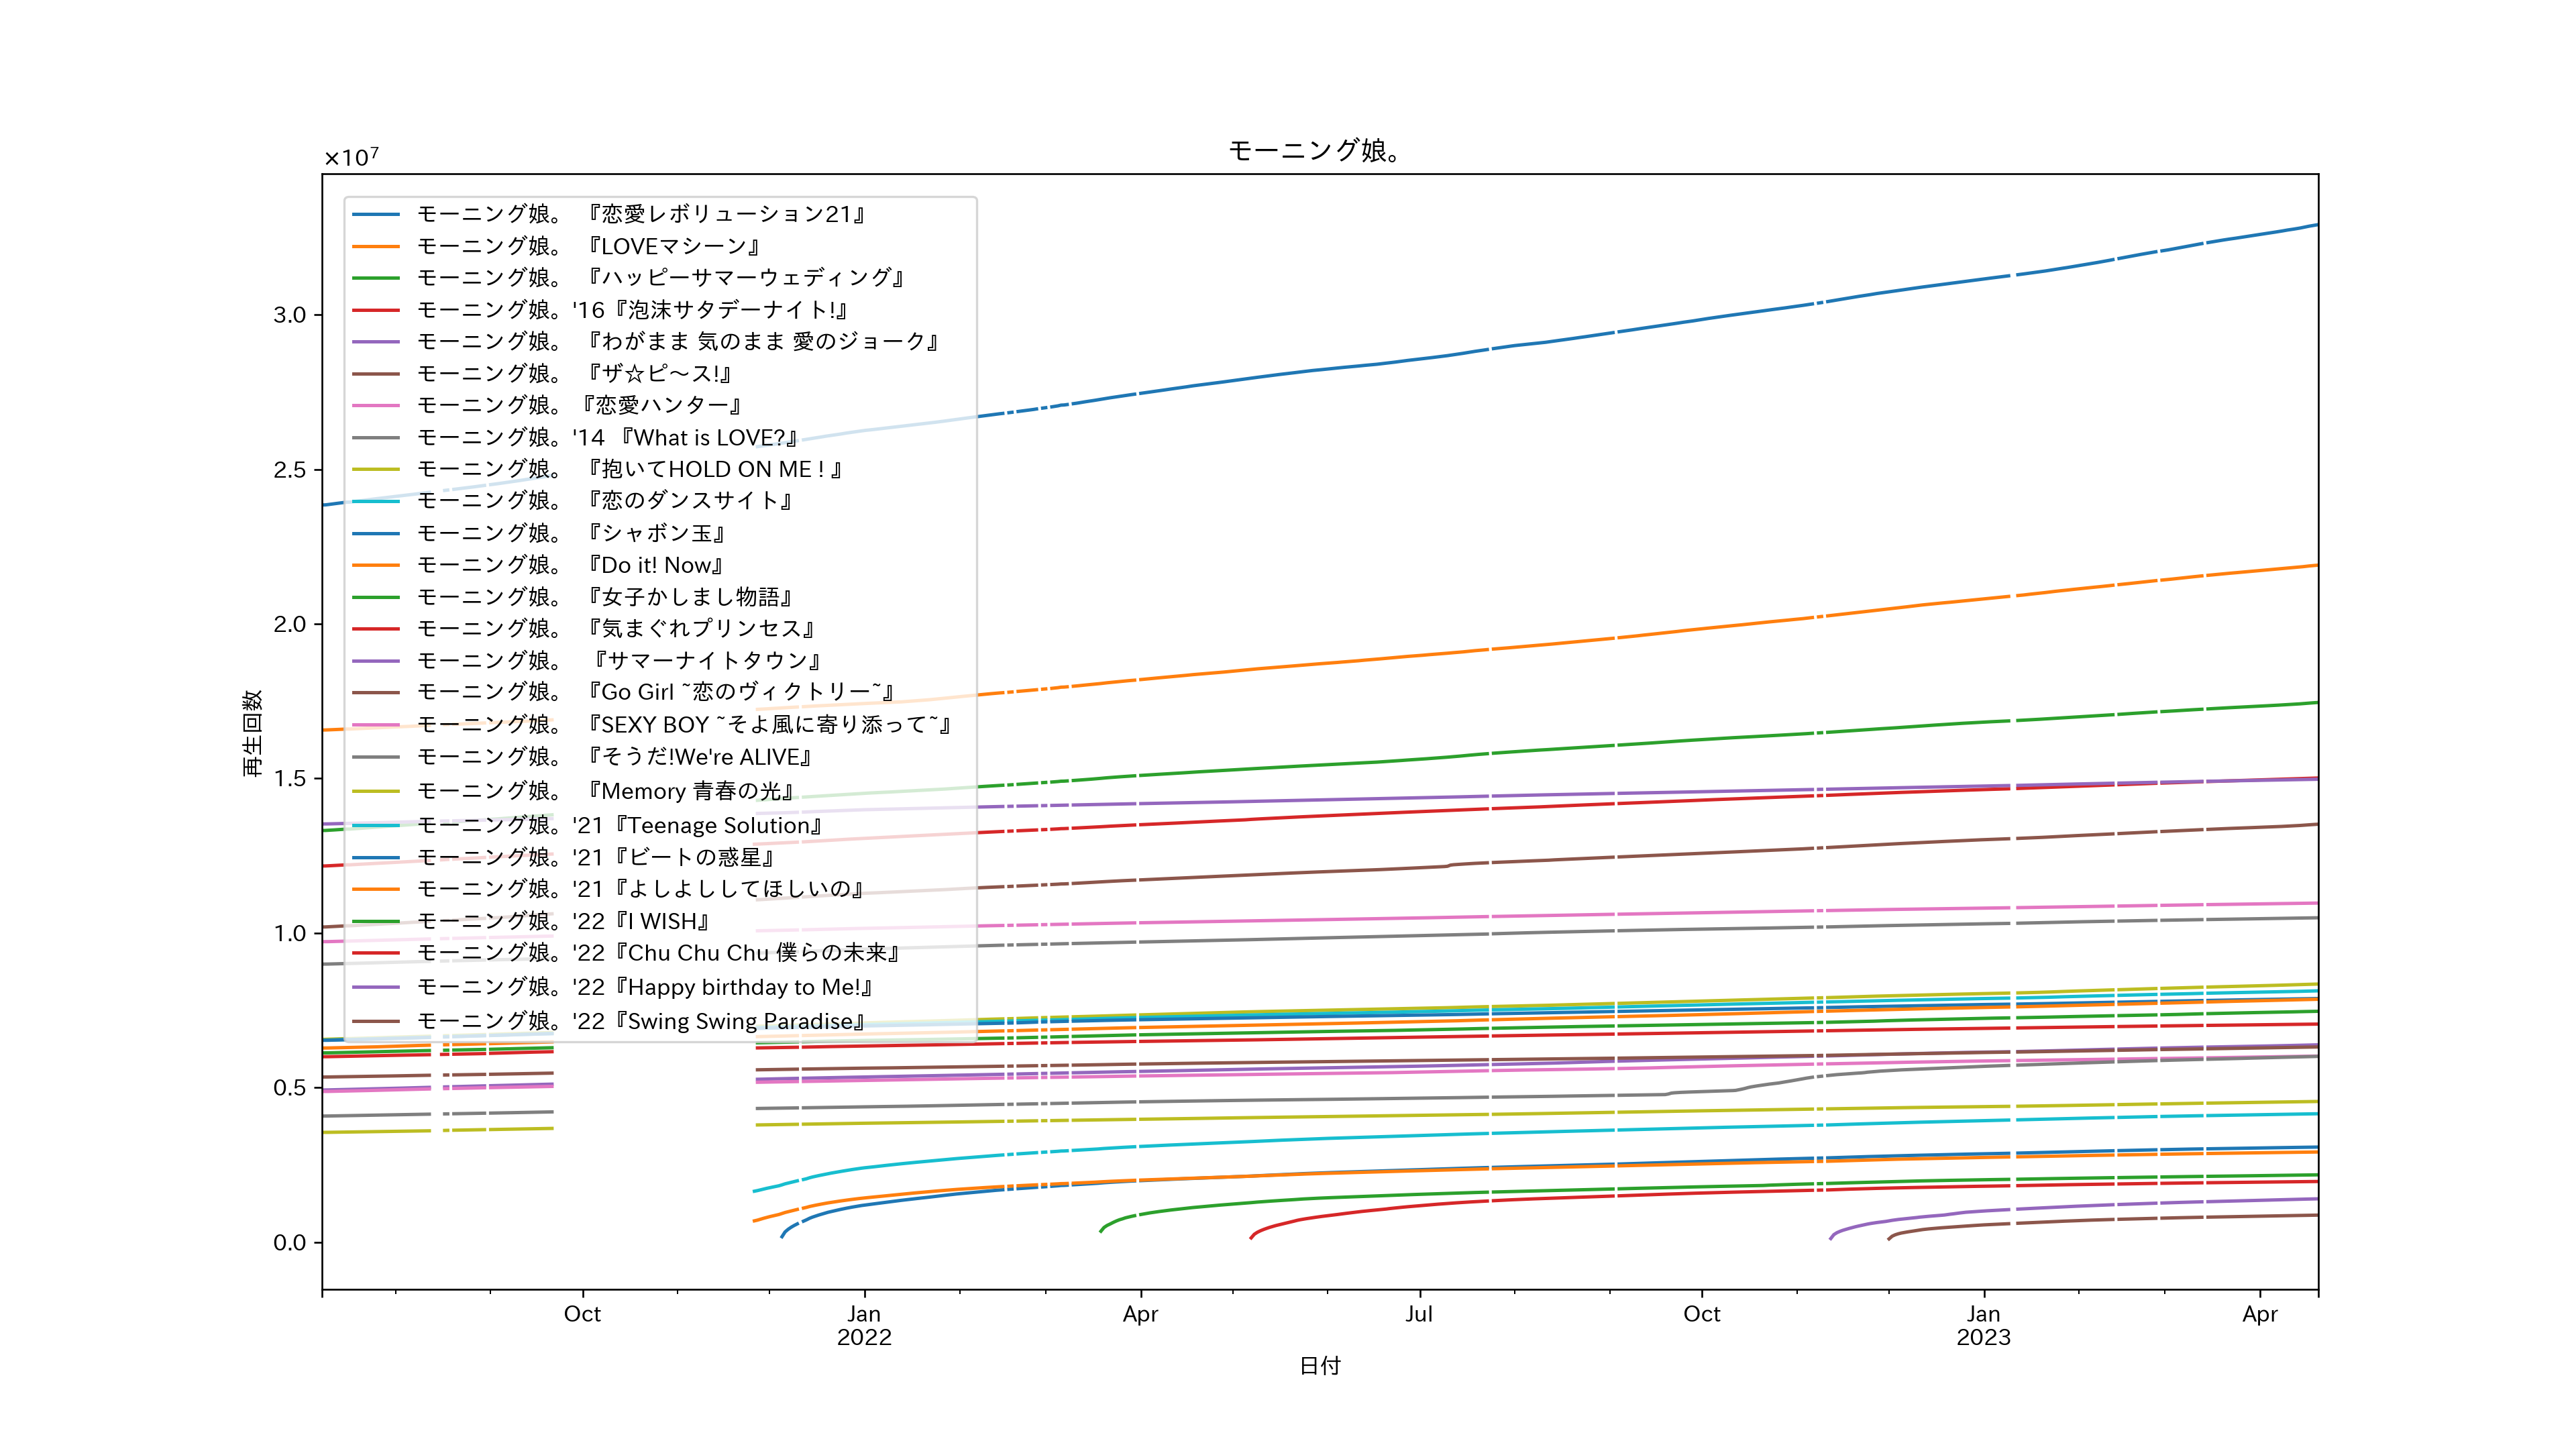 モーニング娘。
×10⁷
モーニング娘。 『恋愛レボリューション21』
モーニング娘。 『LOVEマシーン』
モーニング娘。 『ハッピーサマーウェディング』
モーニング娘。'16『泡沫サタデーナイト!』
モーニング娘。 『わがまま 気のまま 愛のジョーク』
モーニング娘。 『ザ☆ピ〜ス!』
モーニング娘。『恋愛ハンター』
モーニング娘。'14 『What is LOVE?』
モーニング娘。 『抱いてHOLD ON ME ! 』
モーニング娘。 『恋のダンスサイト』
モーニング娘。 『シャボン玉』
モーニング娘。 『Do it! Now』
モーニング娘。 『女子かしまし物語』
モーニング娘。 『気まぐれプリンセス』
モーニング娘。 『サマーナイトタウン』
モーニング娘。 『Go Girl ~恋のヴィクトリー~』
モーニング娘。 『SEXY BOY ~そよ風に寄り添って~』
モーニング娘。 『そうだ!We're ALIVE』
モーニング娘。 『Memory 青春の光』
モーニング娘。'21『Teenage Solution』
モーニング娘。'21『ビートの惑星』
モーニング娘。'21『よしよししてほしいの』
モーニング娘。'22『I WISH』
モーニング娘。'22『Chu Chu Chu 僕らの未来』
モーニング娘。'22『Happy birthday to Me!』
モーニング娘。'22『Swing Swing Paradise』
3.0
2.5
2.0
1.5
1.0
0.5
0.0
再生回数
Oct Jan Apr Jul Oct Jan Apr
2022 2023
日付